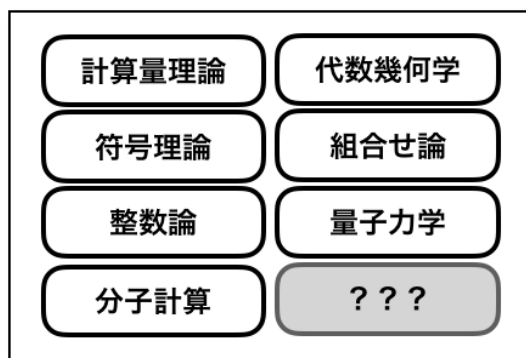 計算量理論
代数幾何学
符号理論
組合せ論
整数論
量子力学
分子計算
？？？